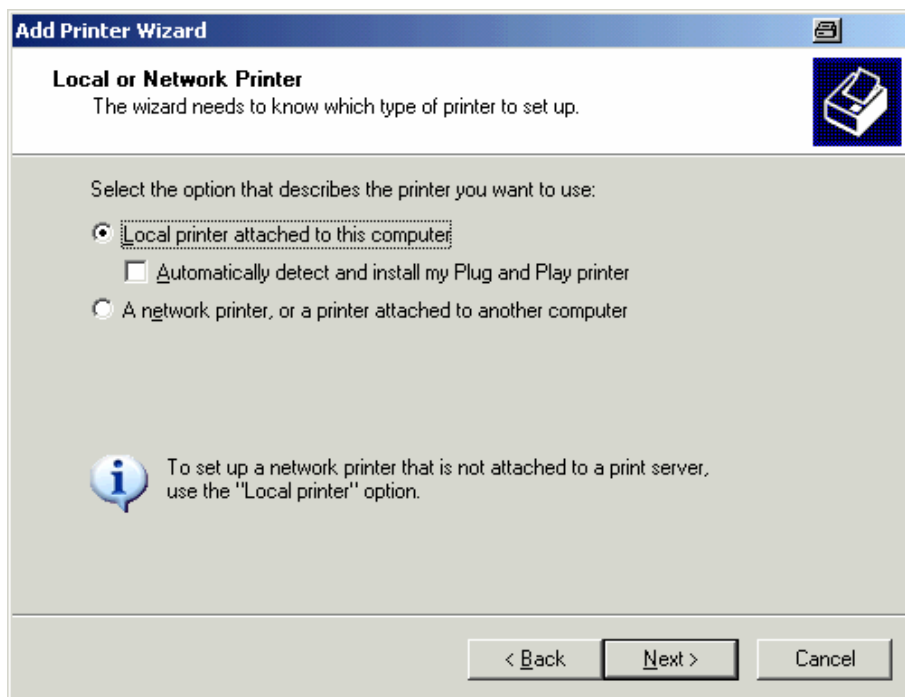 Add Printer Wizard
Local or Network Printer
The wizard needs to know which type of printer to set up.
Select the option that describes the printer you want to use:
Local printer attached to this computer
Automatically detect and install my Plug and Play printer
A network printer, or a printer attached to another computer
To set up a network printer that is not attached to a print server,
use the "Local printer" option.
< Back
Next >
Cancel